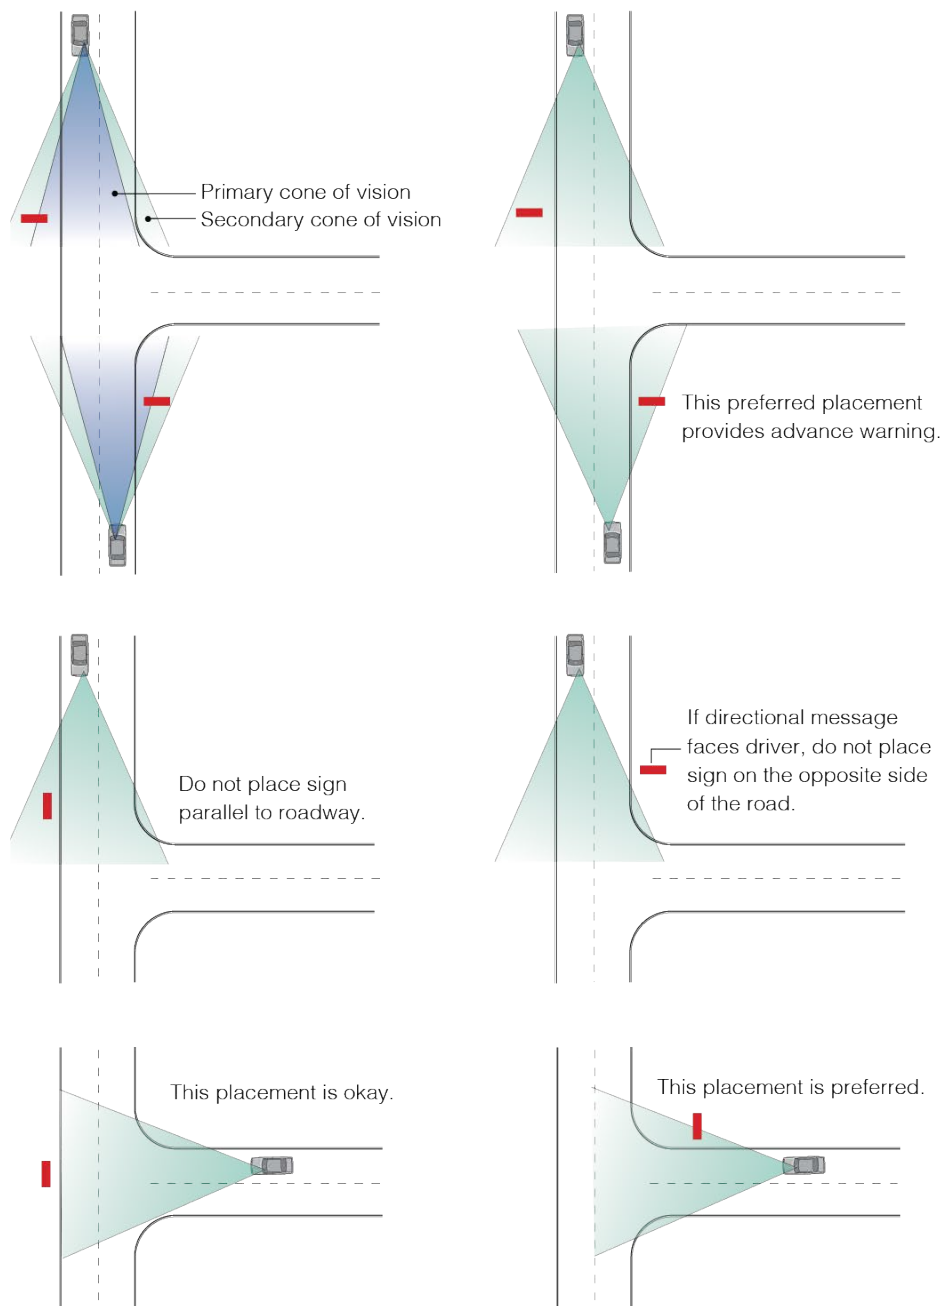 Primary cone of vision
Secondary cone of vision
This preferred placement
provides advance warning.
Do not place sign
parallel to roadway.
If directional message
faces driver, do not place
sign on the opposite side
of the road.
This placement is okay.
This placement is preferred.